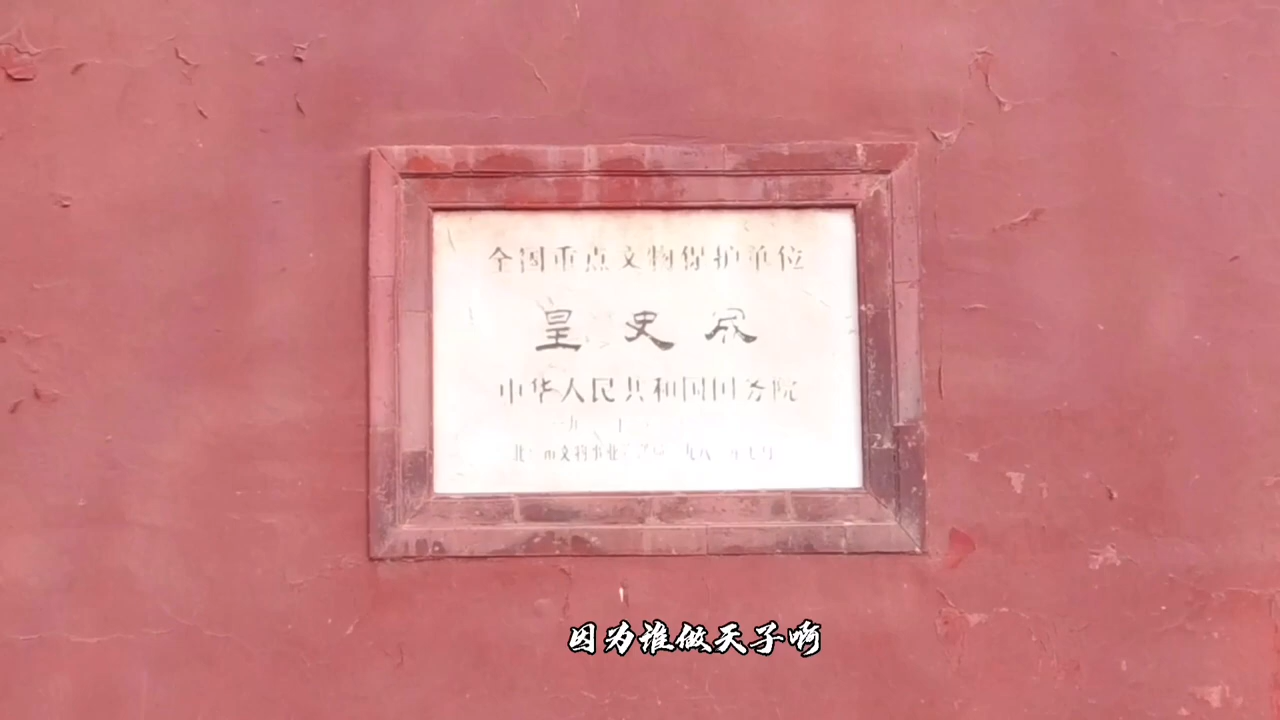 全国重点文物保护单位
皇史宬
中华人民共和国国务院
因为谁做天子啊